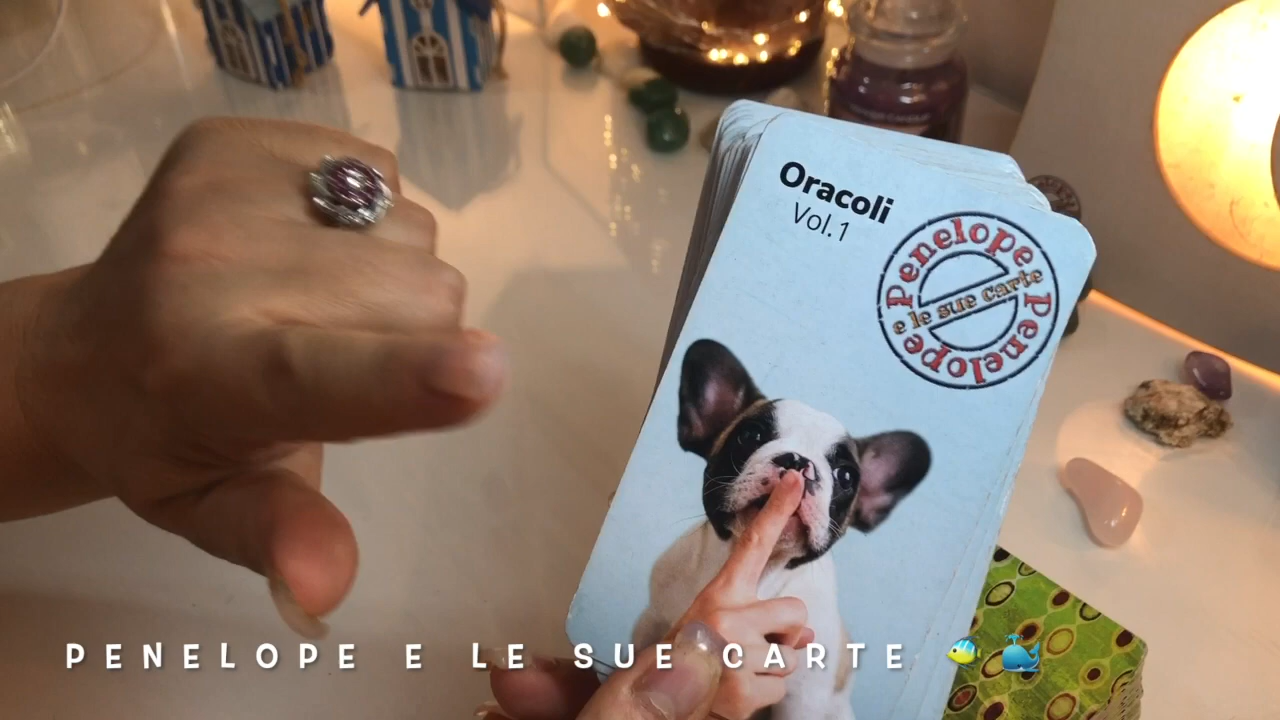 Oracoli
Vol.1
Penelope
e le sue carte
Penelope
PENELOPE E LE SUE CARTE